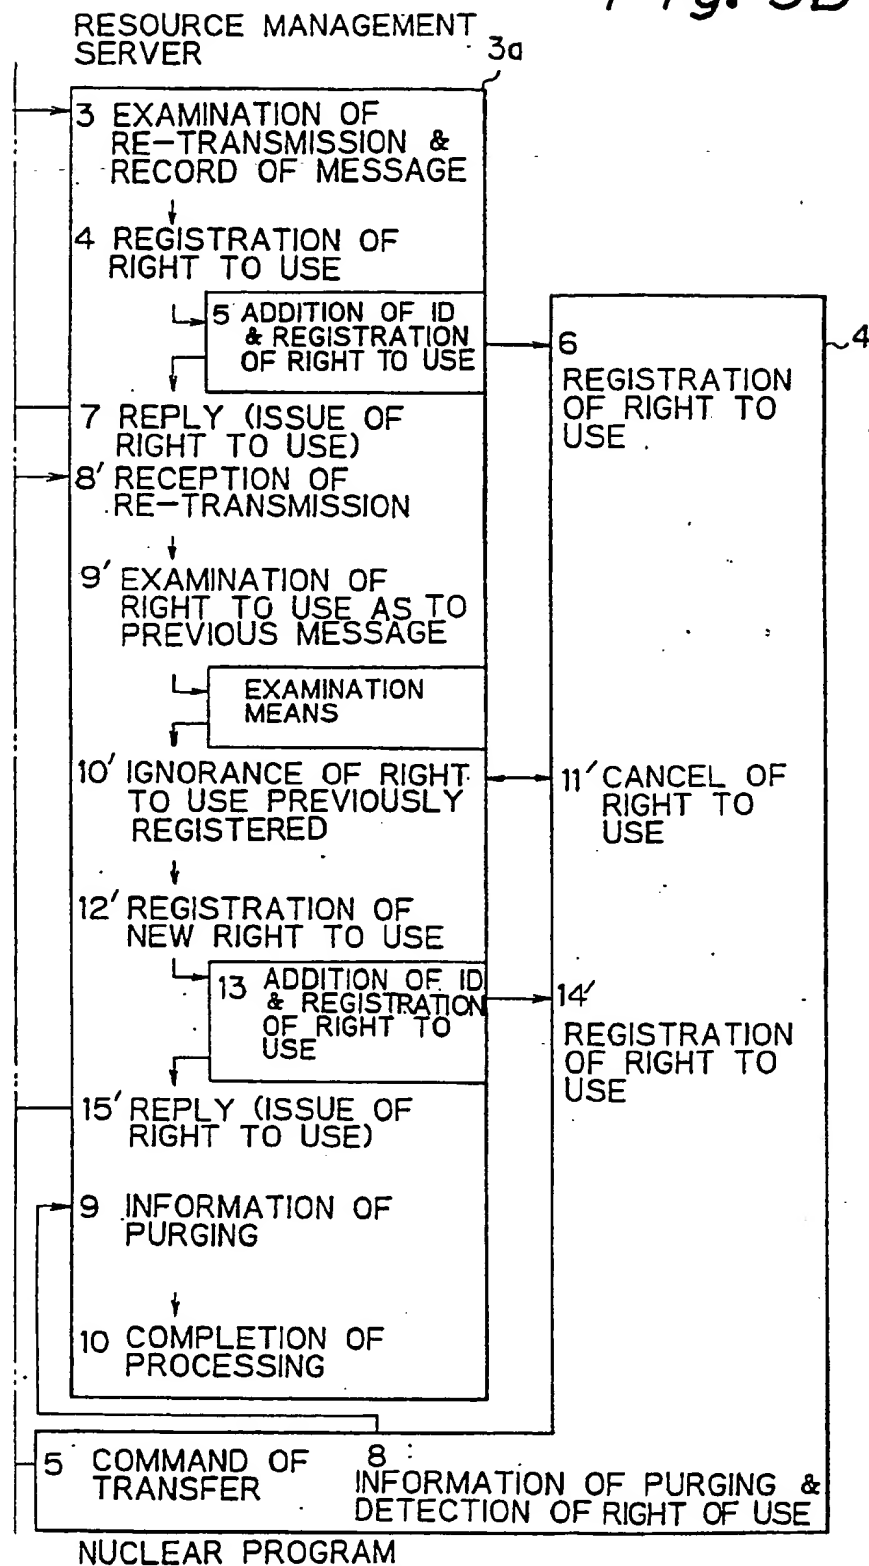 RESOURCE MANAGEMENT
SERVER
3a
3 EXAMINATION OF
RE-TRANSMISSION &
RECORD OF MESSAGE
4 REGISTRATION OF
RIGHT TO USE
5 ADDITION OF ID
& REGISTRATION
OF RIGHT TO USE
6
REGISTRATION
OF RIGHT TO
USE
4
7 REPLY (ISSUE OF
RIGHT TO USE)
8' RECEPTION OF
RE-TRANSMISSION
9' EXAMINATION OF
RIGHT TO USE AS TO
PREVIOUS MESSAGE
EXAMINATION
MEANS
10' IGNORANCE OF RIGHT
TO USE PREVIOUSLY
REGISTERED
11' CANCEL OF
RIGHT TO
USE
12' REGISTRATION OF
NEW RIGHT TO USE
13 ADDITION OF ID
& REGISTRATION
OF RIGHT TO
USE
14'
REGISTRATION
OF RIGHT TO
USE
15' REPLY (ISSUE OF
RIGHT TO USE)
9 INFORMATION OF
PURGING
10 COMPLETION OF
PROCESSING
5 COMMAND OF
TRANSFER
8
INFORMATION OF PURGING &
DETECTION OF RIGHT OF USE
NUCLEAR PROGRAM